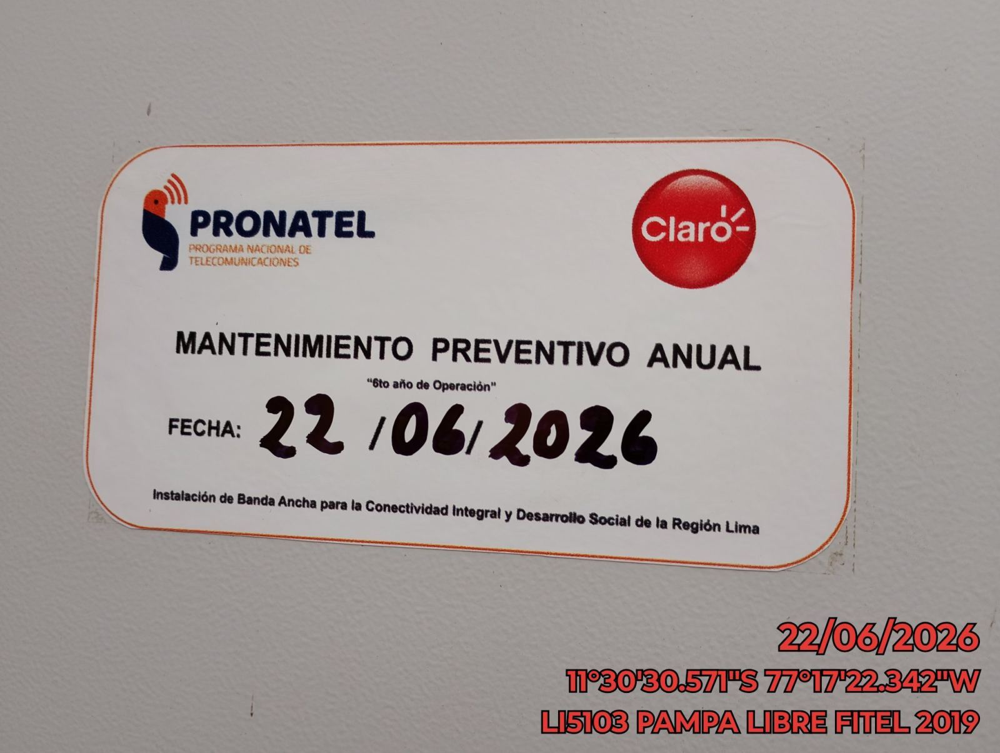 PRONATEL
PROGRAMA NACIONAL DE
TELECOMUNICACIONES
Claro
MANTENIMIENTO PREVENTIVO ANUAL
"6to año de Operación"
FECHA: 22/06/2026
Instalación de Banda Ancha para la Conectividad Integral y Desarrollo Social de la Región Lima
22/06/2026
11°30'30.571"S 77°17'22.342"W
LI5103 PAMPA LIBRE FITEL 2019